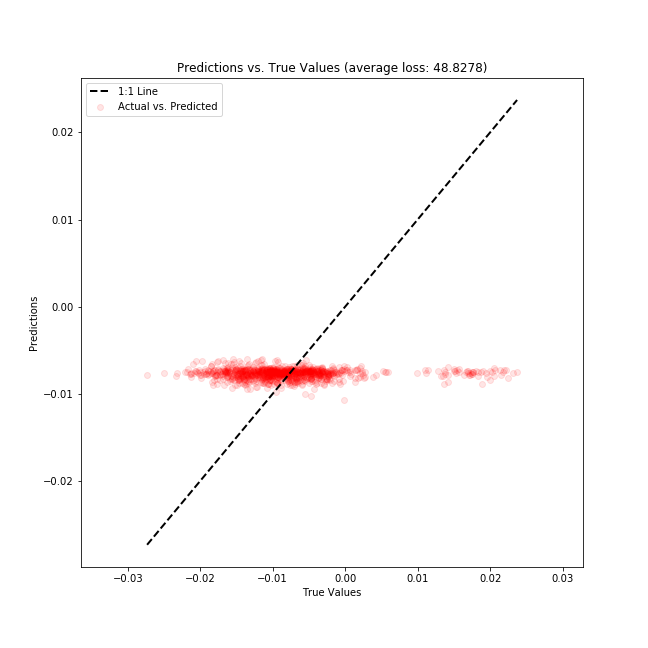 Predictions vs. True Values (average loss: 48.8278)
1:1 Line
Actual vs. Predicted
0.02
0.01
0.00
−0.01
−0.02
Predictions
−0.03 −0.02 −0.01 0.00 0.01 0.02 0.03
True Values